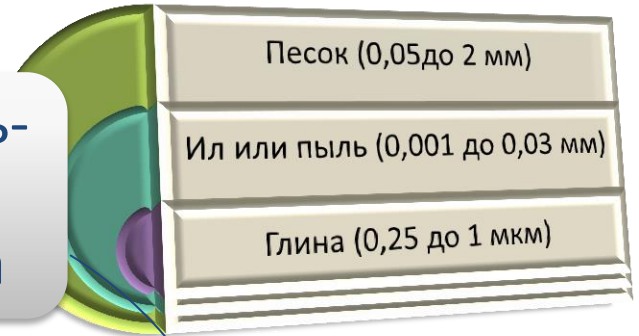 Песок (0,05до 2 мм)
Ил или пыль (0,001 до 0,03 мм)
Глина (0,25 до 1 мкм)